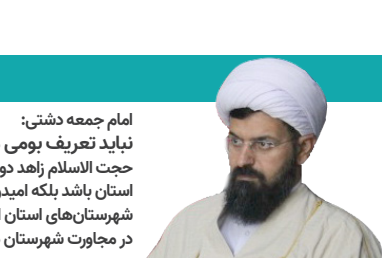 امام جمعه دشتی:
نباید تعریف بومی
حجت الاسلام زاهد دو
استان باشد بلکه امید
شهرستان‌های استان ا
در مجاورت شهرستان